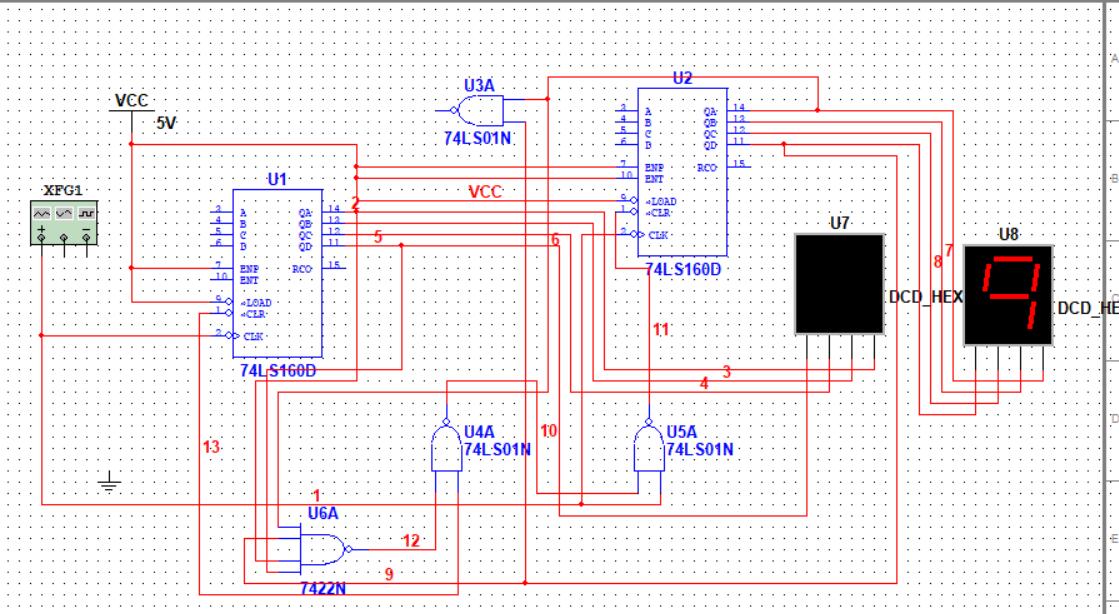 U2
U3A
3 A QA 14
4 B QB 13
5 C QC 12
6 D QD 11
7 ENP RCO 15
10 ENT
9 ~LOAD
1 ~CLR
2 CLK
74LS160D
74LS01N
VCC
5V
XFG1
U1
3 A QA 14
4 B QB 13
5 C QC 12
6 D QD 11
7 ENP RCO 15
10 ENT
9 ~LOAD
1 ~CLR
2 CLK
74LS160D
VCC
2
5
6
U7
U8
7
8
DCD_HEX
DCD_HE
11
3
4
U4A
74LS01N
10
U5A
74LS01N
13
1
U6A
12
9
7422N
A
B
D
E